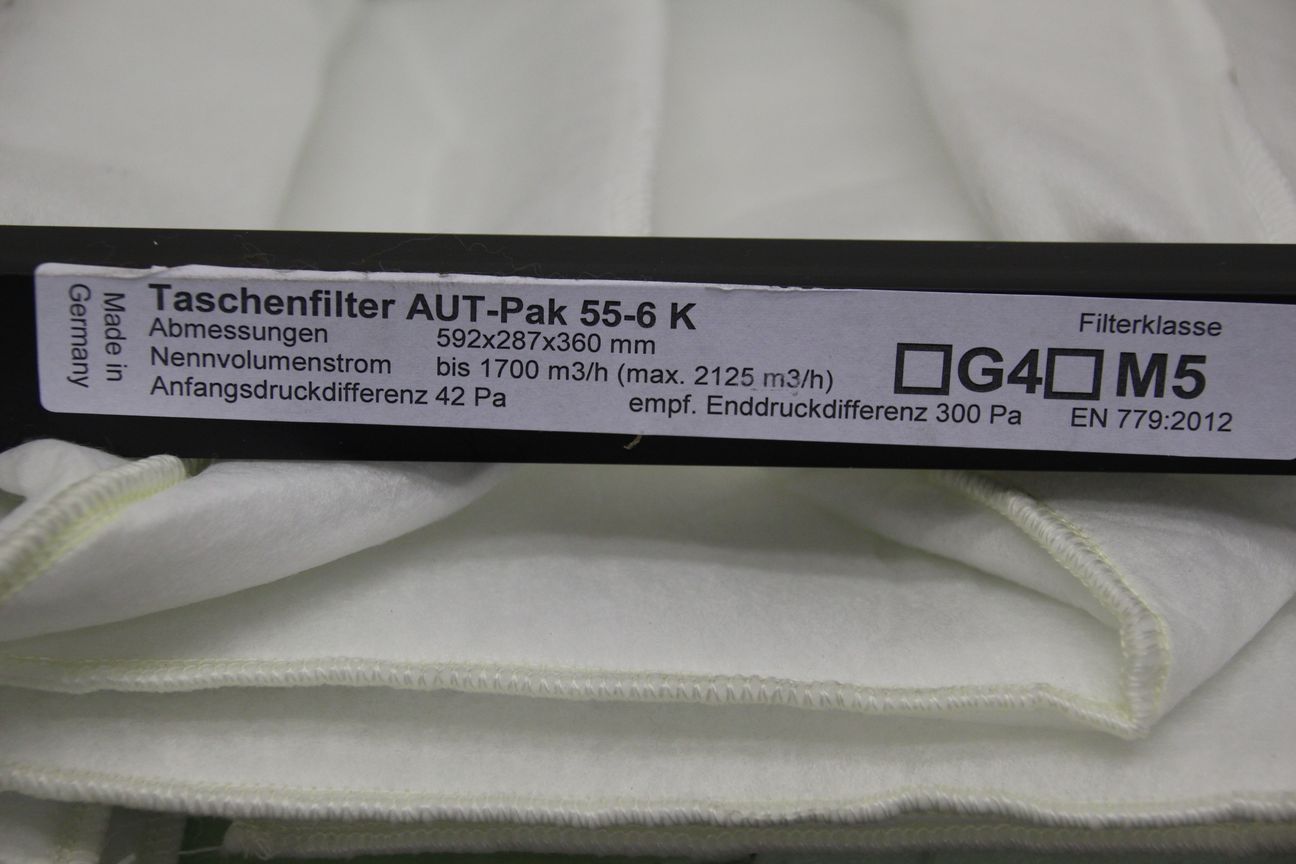 Made in
Germany
Taschenfilter AUT-Pak 55-6 K
Abmessungen 592x287x360 mm
Nennvolumenstrom bis 1700 m3/h (max. 2125 m3/h)
Anfangsdruckdifferenz 42 Pa empf. Enddruckdifferenz 300 Pa
Filterklasse
☐G4☐ M5
EN 779:2012